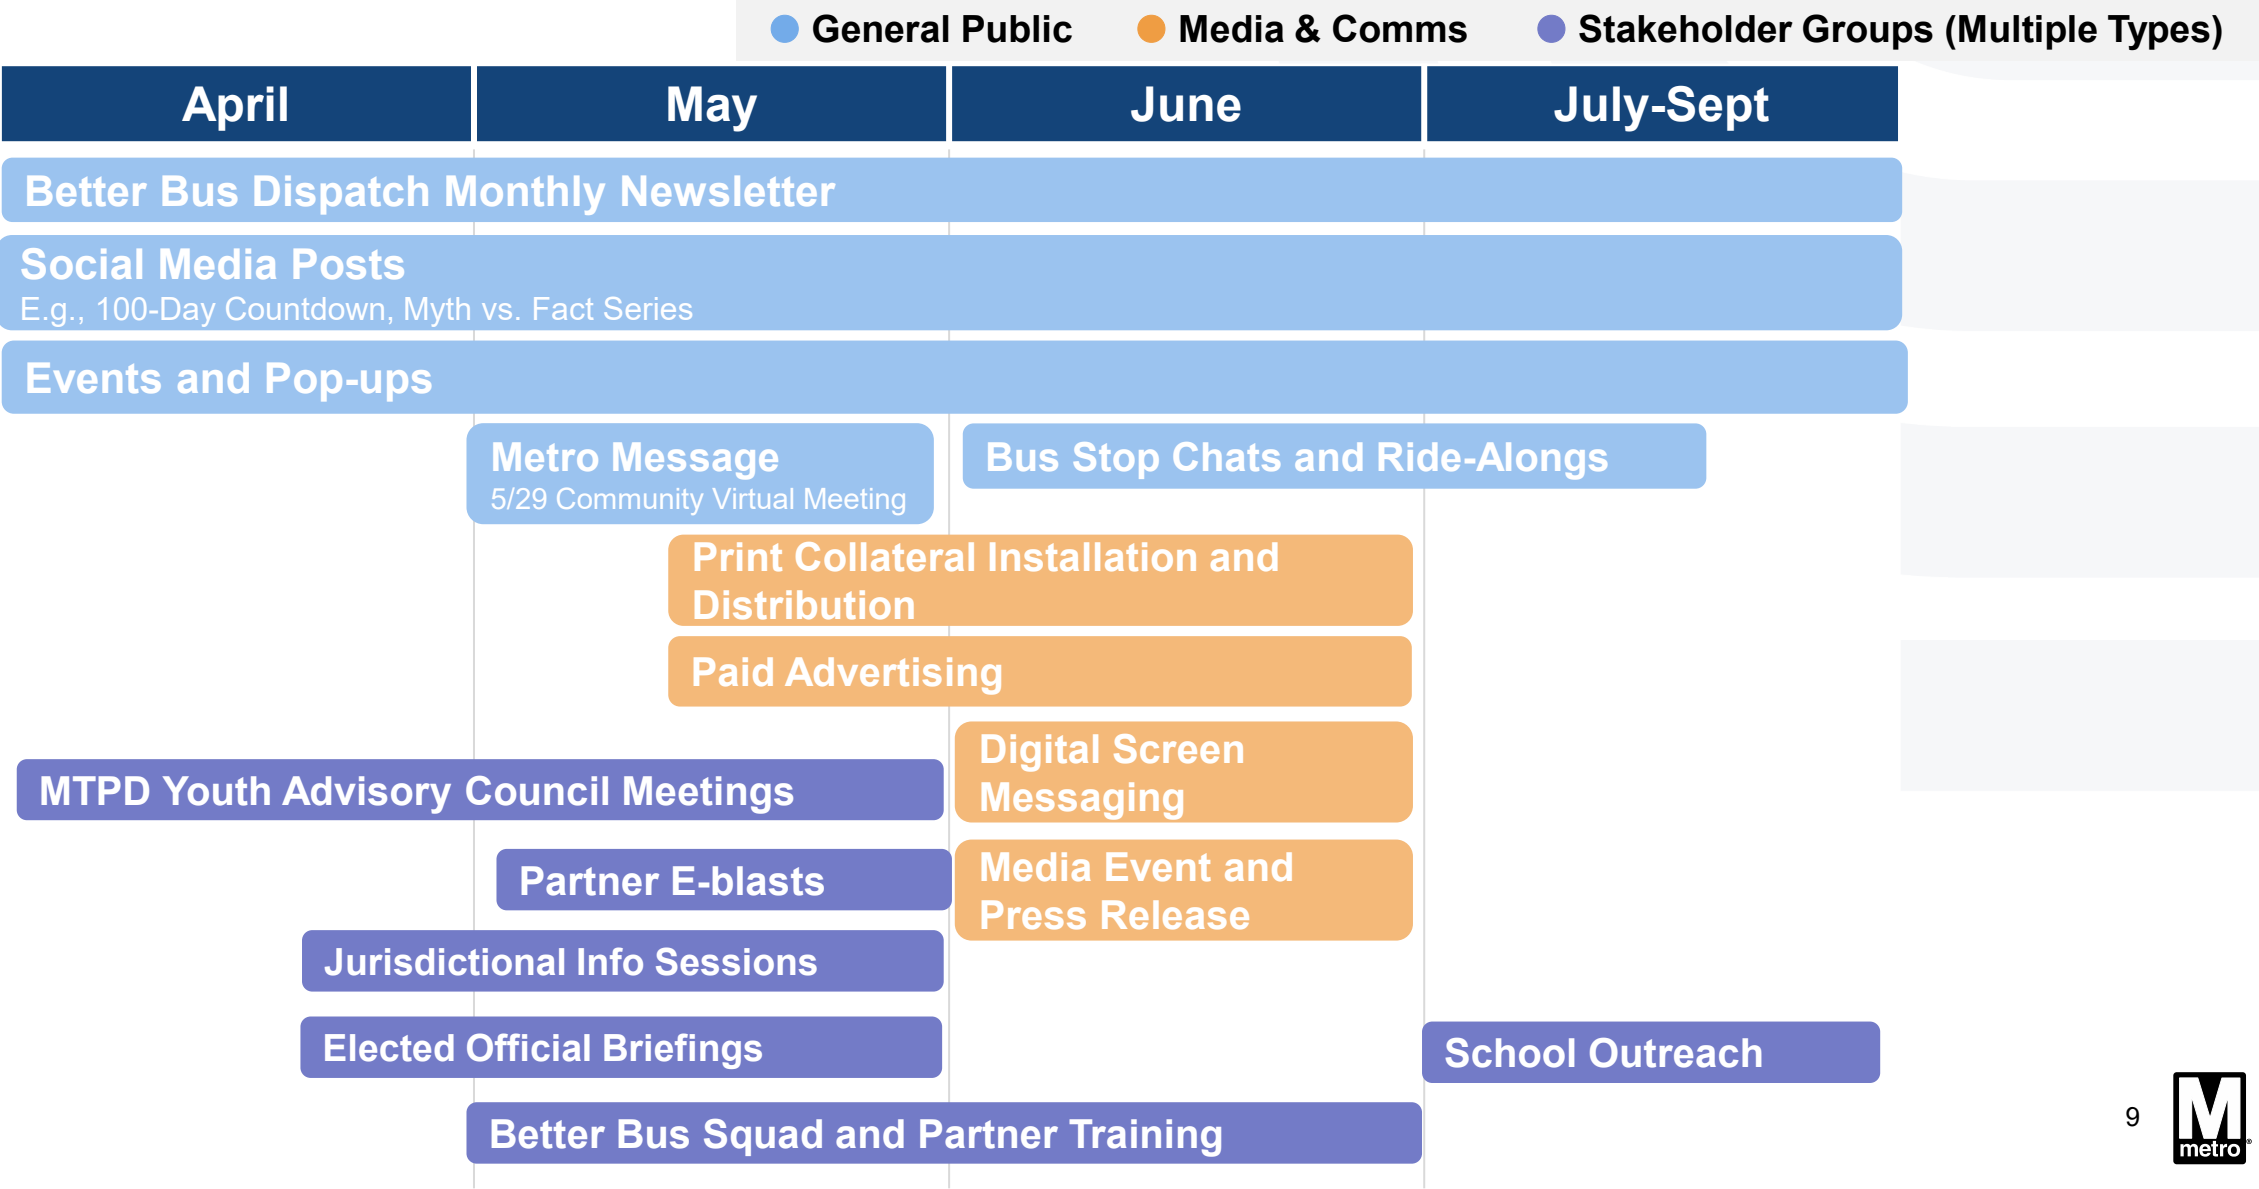 General Public
Media & Comms
Stakeholder Groups (Multiple Types)
April
May
June
July-Sept
Better Bus Dispatch Monthly Newsletter
Social Media Posts
E.g., 100-Day Countdown, Myth vs. Fact Series
Events and Pop-ups
Metro Message
5/29 Community Virtual Meeting
Bus Stop Chats and Ride-Alongs
Print Collateral Installation and
Distribution
Paid Advertising
Digital Screen
Messaging
MTPD Youth Advisory Council Meetings
Partner E-blasts
Media Event and
Press Release
Jurisdictional Info Sessions
Elected Official Briefings
School Outreach
Better Bus Squad and Partner Training
9
M
metro
®